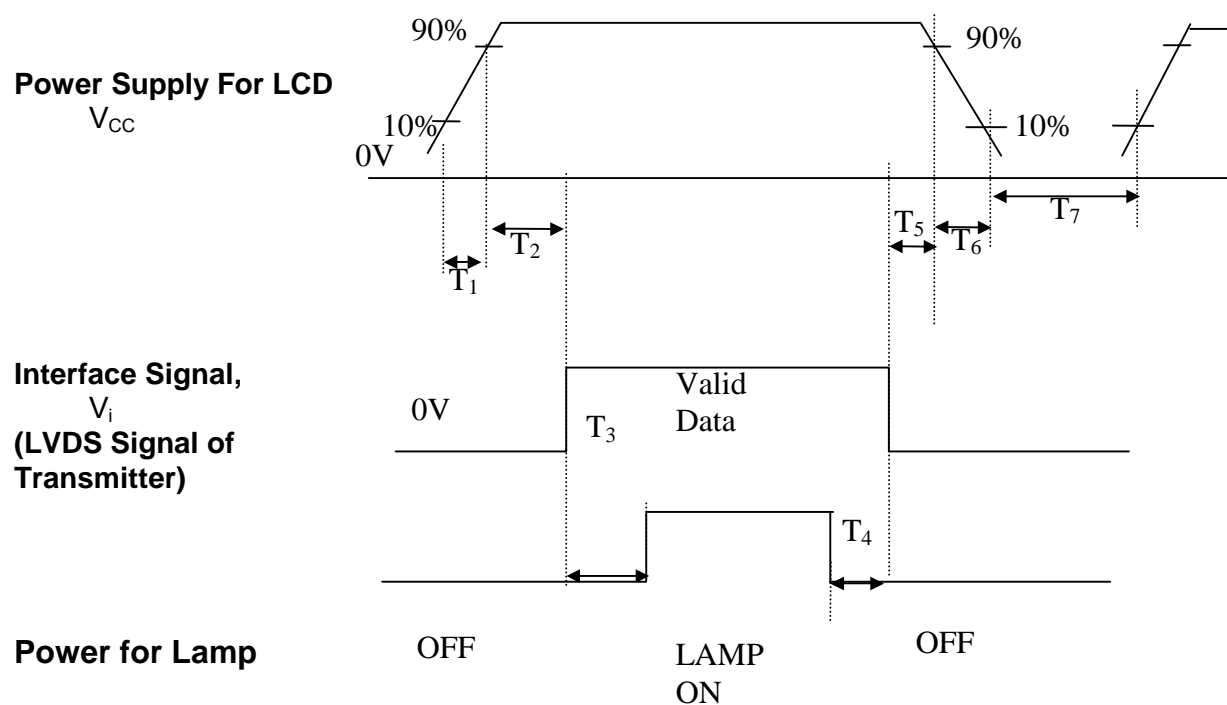 90%
90%
Power Supply For LCD
VCC
10%
10%
0V
T1
T2
T5
T6
T7
Interface Signal,
Vi
(LVDS Signal of
Transmitter)
0V
T3
Valid
Data
T4
Power for Lamp
OFF
LAMP
ON
OFF